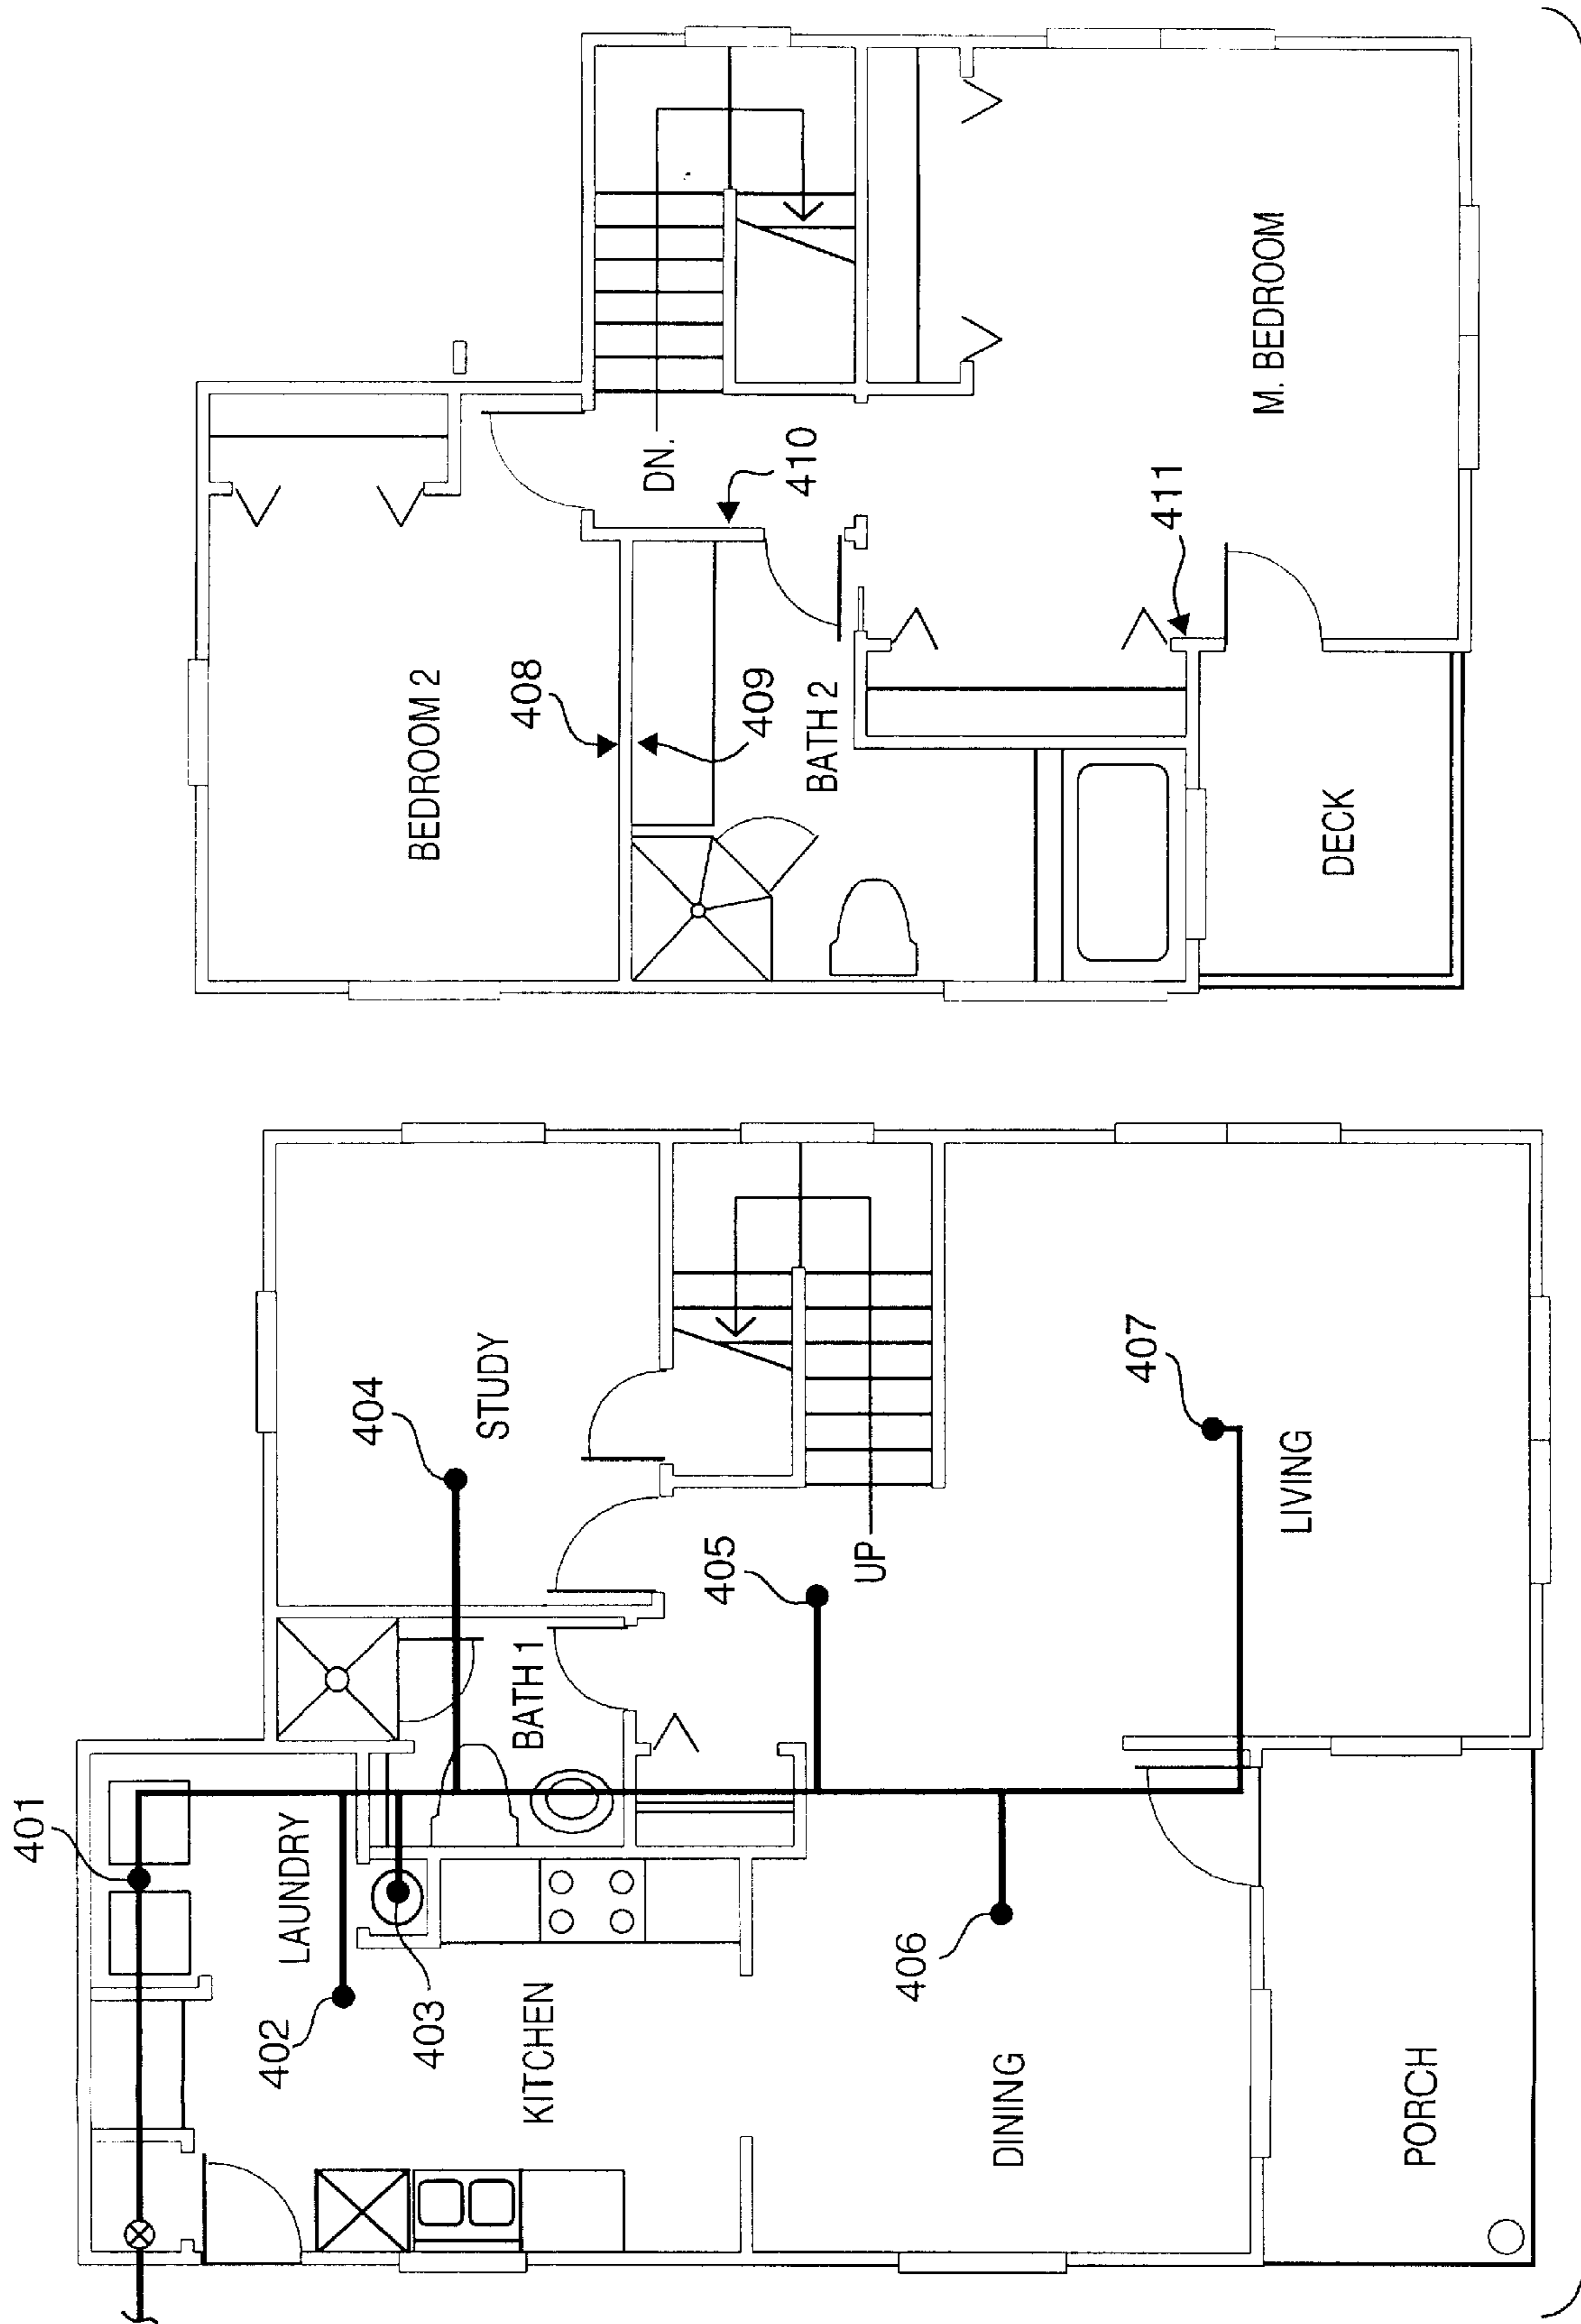 401
LAUNDRY
402
403
KITCHEN
BATH 1
404
STUDY
405
UP
406
DINING
407
LIVING
PORCH
BEDROOM 2
408
409
BATH 2
DN.
410
411
M. BEDROOM
DECK